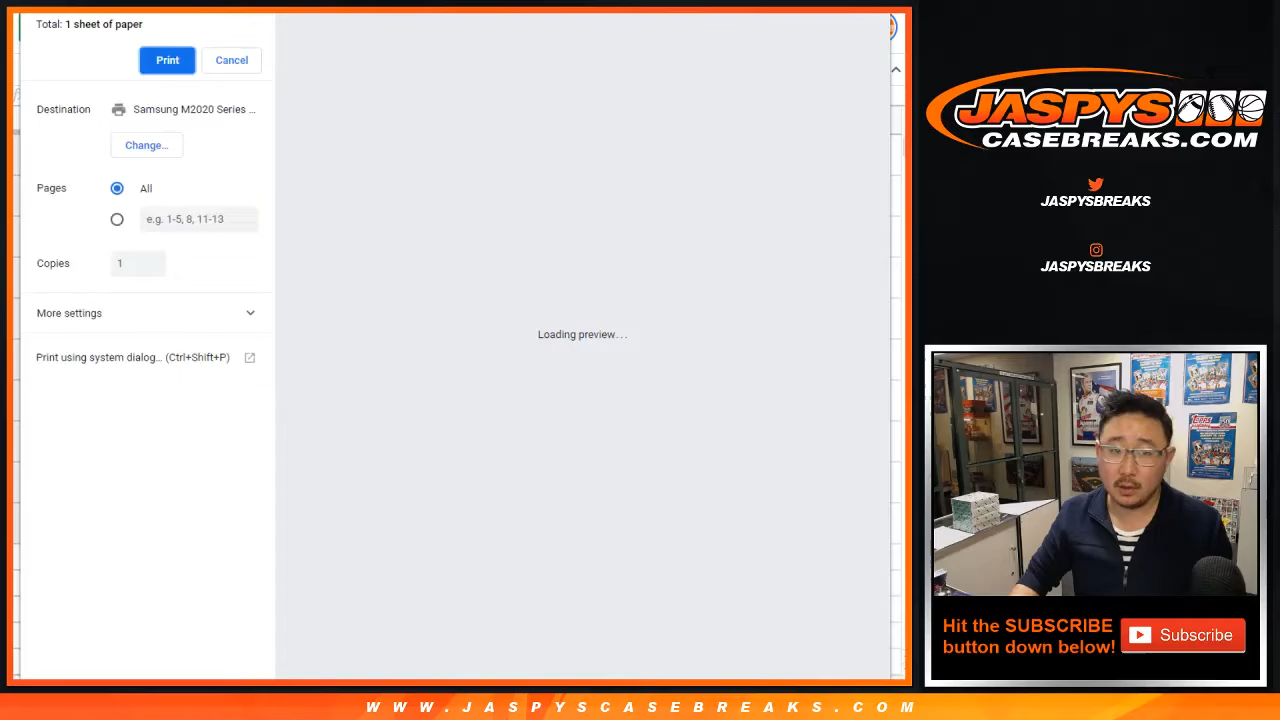 Total: 1 sheet of paper
Print
Cancel
Destination
Samsung M2020 Series ...
Change...
Pages
All
e.g. 1-5, 8, 11-13
Copies
1
More settings
Print using system dialog... (Ctrl+Shift+P)
Loading preview...
JASPYS
CASEBREAKS.COM
JASPYSBREAKS
JASPYSBREAKS
Hit the SUBSCRIBE
button down below!
Subscribe
WWW.JASPYSCASEBREAKS.COM